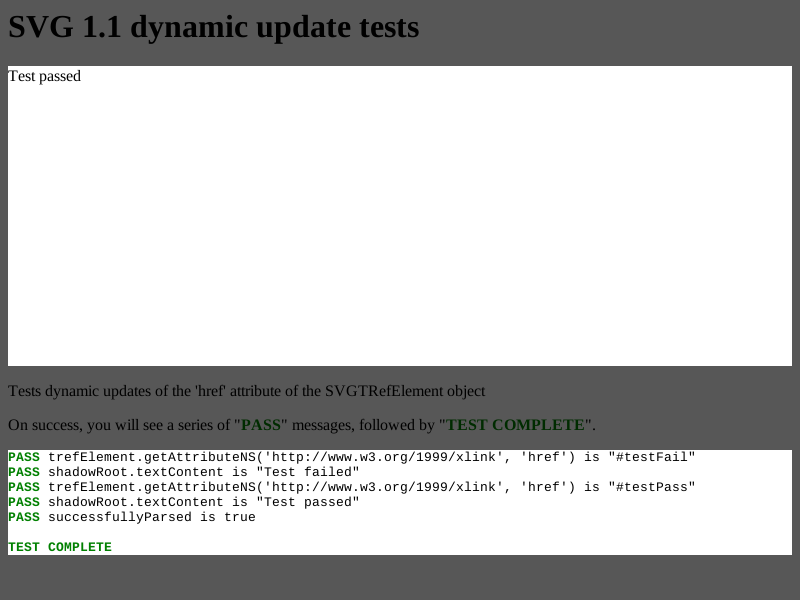 SVG 1.1 dynamic update tests
Test passed
Tests dynamic updates of the 'href' attribute of the SVGTRefElement object
On success, you will see a series of "PASS" messages, followed by "TEST COMPLETE".
PASS trefElement.getAttributeNS('http://www.w3.org/1999/xlink', 'href') is "#testFail"
PASS shadowRoot.textContent is "Test failed"
PASS trefElement.getAttributeNS('http://www.w3.org/1999/xlink', 'href') is "#testPass"
PASS shadowRoot.textContent is "Test passed"
PASS successfullyParsed is true
TEST COMPLETE